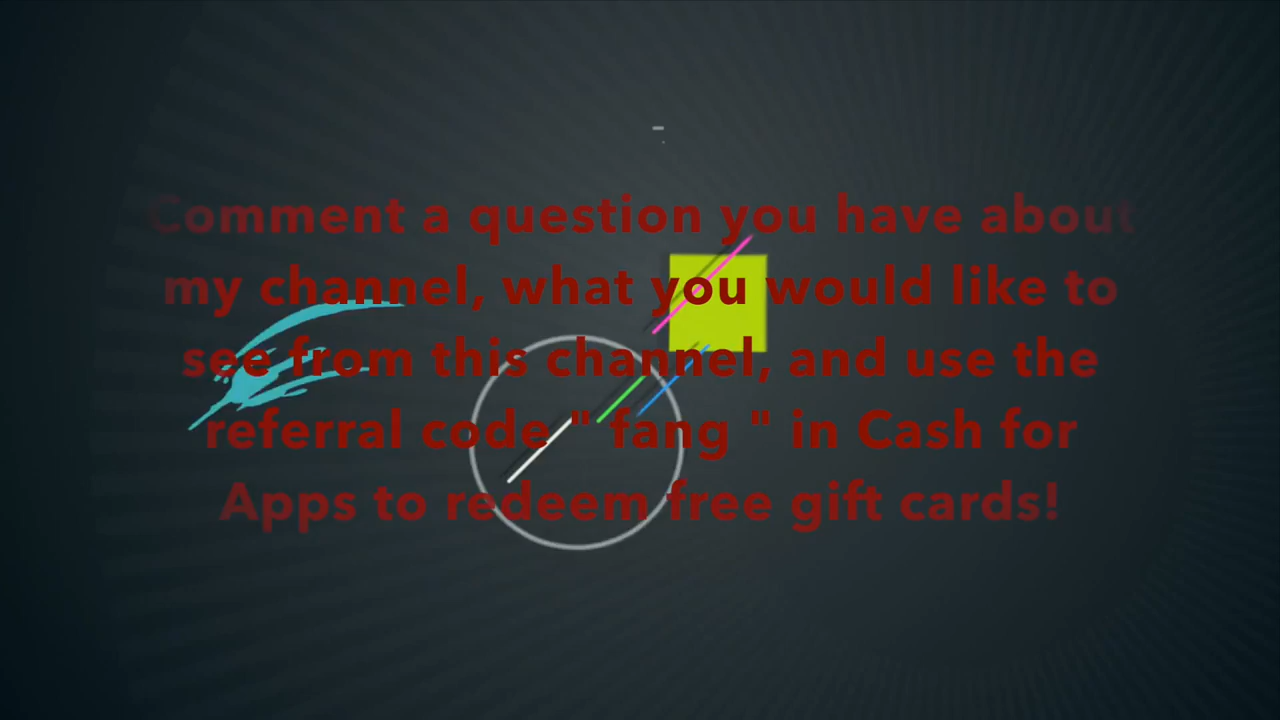 Comment a question you have about
my channel, what you would like to
see from this channel, and use the
referral code " fang " in Cash for
Apps to redeem free gift cards!